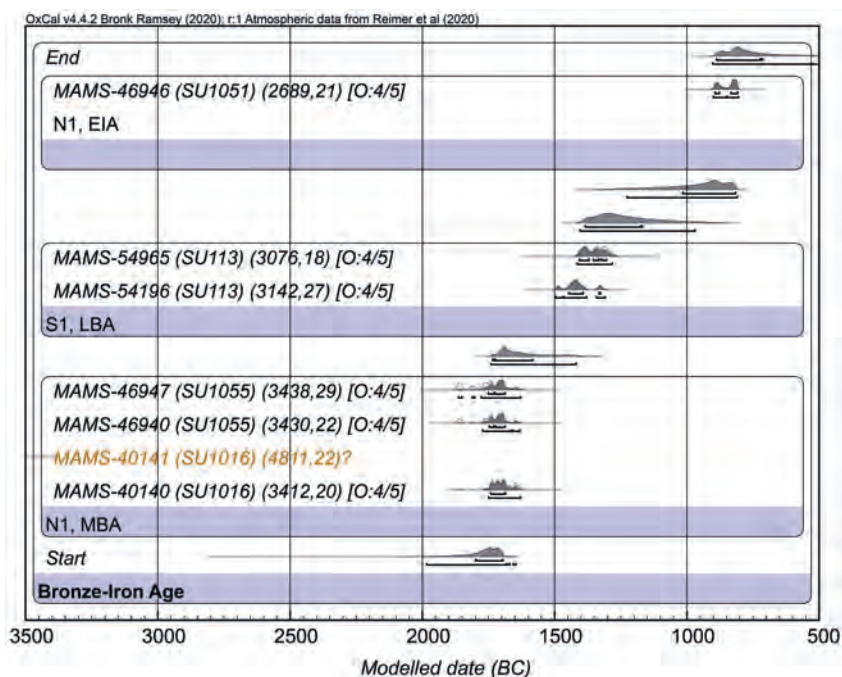 OxCal v4.4.2 Bronk Ramsey (2020); r:1 Atmospheric data from Reimer et al (2020)
End
MAMS-46946 (SU1051) (2689,21) [O:4/5]
N1, EIA
MAMS-54965 (SU113) (3076,18) [O:4/5]
MAMS-54196 (SU113) (3142,27) [O:4/5]
S1, LBA
MAMS-46947 (SU1055) (3438,29) [O:4/5]
MAMS-46940 (SU1055) (3430,22) [O:4/5]
MAMS-40141 (SU1016) (4811,22)?
MAMS-40140 (SU1016) (3412,20) [O:4/5]
N1, MBA
Start
Bronze-Iron Age
3500 3000 2500 2000 1500 1000 500
Modelled date (BC)